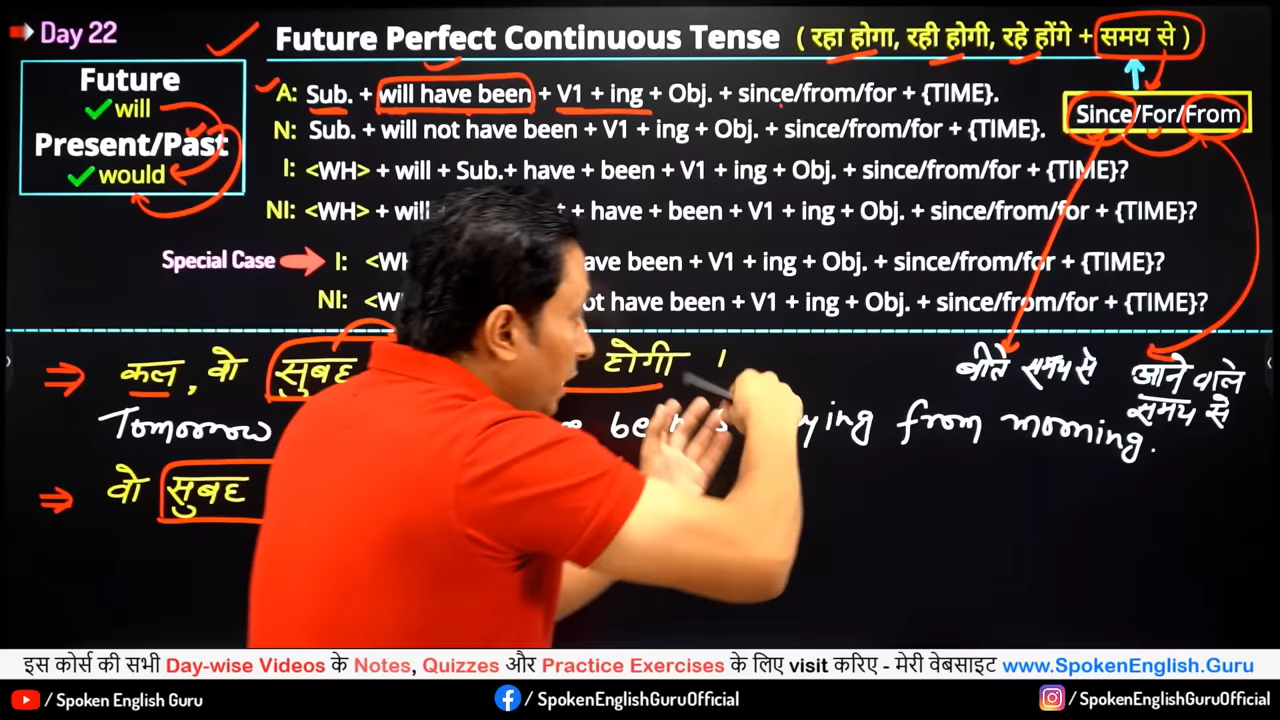 Day 22
Future Perfect Continuous Tense ( रहा होगा, रही होगी, रहे होंगे + समय से )
Future
will
Present/Past
would
A: Sub. + will have been + V1 + ing + Obj. + since/from/for + {TIME}.
Since/For/From
N: Sub. + will not have been + V1 + ing + Obj. + since/from/for + {TIME}.
I: <WH> + will + Sub.+ have + been + V1 + ing + Obj. + since/from/for + {TIME}?
NI: <WH> + will + have + been + V1 + ing + Obj. + since/from/for + {TIME}?
Special Case I: have been + V1 + ing + Obj. + since/from/for + {TIME}?
NI: not have been + V1 + ing + Obj. + since/from/for + {TIME}?
⇒ कल, वो सुबह होगी ।
बीते समय से
आने वाले
समय से
Tomorrow from morning.
⇒ वो सुबह
इस कोर्स की सभी Day-wise Videos के Notes, Quizzes और Practice Exercises के लिए visit करिए - मेरी वेबसाइट www.SpokenEnglish.Guru
/ Spoken English Guru
/ SpokenEnglishGuruOfficial
/ SpokenEnglishGuruOfficial